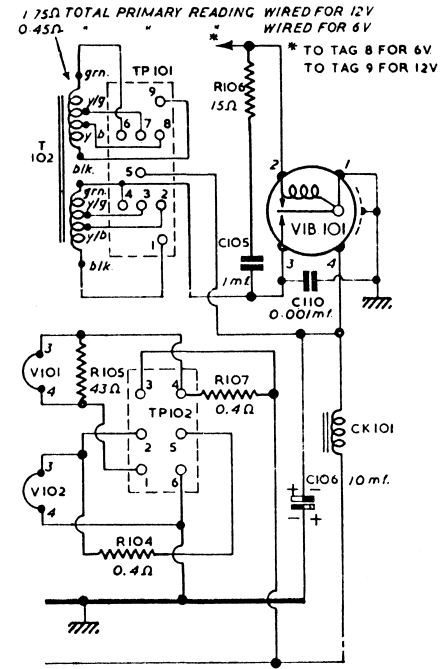 1.75Ω TOTAL PRIMARY READING WIRED FOR 12V
0.45Ω " " " WIRED FOR 6V
*
* TO TAG 8 FOR 6V
TO TAG 9 FOR 12V
grn.
TP101
9
R106
15Ω
y/g
6 7 8
y/b
T
102
blk.
5
2
1
grn.
y/g
4 3 2
y/b
1
VIB 101
C105
3
4
blk.
1mf.
C110
0.001mf.
3
V101
4
R105
43Ω
3
4
R107
0.4Ω
TP102
2
5
CK101
3
V102
4
1
6
C106
10mf.
+ -
- +
R104
0.4Ω